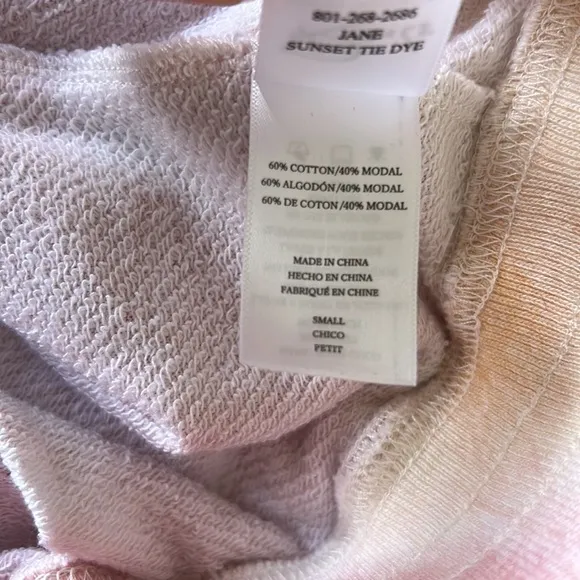 801-268-2686
JANE
SUNSET TIE DYE
60% COTTON/40% MODAL
60% ALGODÓN/40% MODAL
60% DE COTON/40% MODAL
MADE IN CHINA
HECHO EN CHINA
FABRIQUÉ EN CHINE
SMALL
CHICO
PETIT